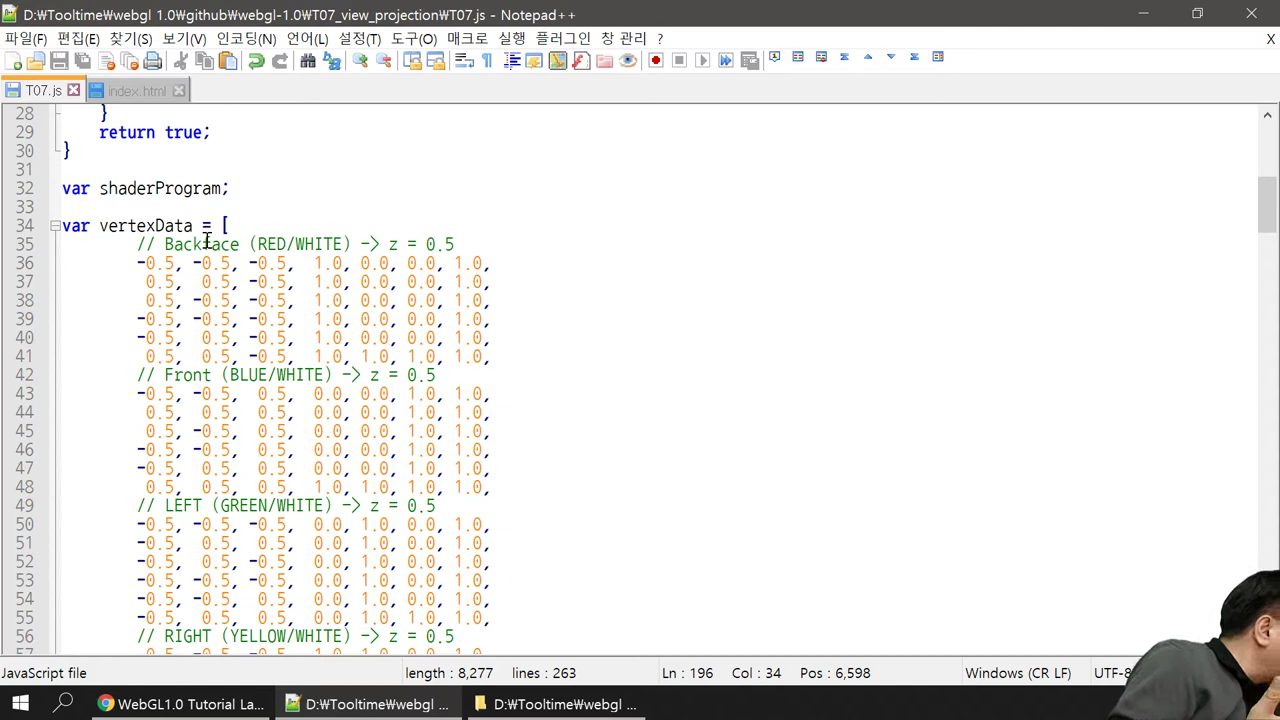 D:\Tooltime\webgl 1.0\github\webgl-1.0\T07_view_projection\T07.js - Notepad++
파일(F) 편집(E) 찾기(S) 보기(V) 인코딩(N) 언어(L) 설정(T) 도구(O) 매크로 실행 플러그인 창 관리 ? X
T07.js index.html
28 }
29 return true;
30 }
31
32 var shaderProgram;
33
34 var vertexData = [
35 // Backface (RED/WHITE) -> z = 0.5
36 -0.5, -0.5, -0.5, 1.0, 0.0, 0.0, 1.0,
37 0.5, 0.5, -0.5, 1.0, 0.0, 0.0, 1.0,
38 0.5, -0.5, -0.5, 1.0, 0.0, 0.0, 1.0,
39 -0.5, -0.5, -0.5, 1.0, 0.0, 0.0, 1.0,
40 -0.5, 0.5, -0.5, 1.0, 0.0, 0.0, 1.0,
41 0.5, 0.5, -0.5, 1.0, 1.0, 1.0, 1.0,
42 // Front (BLUE/WHITE) -> z = 0.5
43 -0.5, -0.5, 0.5, 0.0, 0.0, 1.0, 1.0,
44 0.5, 0.5, 0.5, 0.0, 0.0, 1.0, 1.0,
45 0.5, -0.5, 0.5, 0.0, 0.0, 1.0, 1.0,
46 -0.5, -0.5, 0.5, 0.0, 0.0, 1.0, 1.0,
47 -0.5, 0.5, 0.5, 0.0, 0.0, 1.0, 1.0,
48 0.5, 0.5, 0.5, 1.0, 1.0, 1.0, 1.0,
49 // LEFT (GREEN/WHITE) -> z = 0.5
50 -0.5, -0.5, -0.5, 0.0, 1.0, 0.0, 1.0,
51 -0.5, 0.5, 0.5, 0.0, 1.0, 0.0, 1.0,
52 -0.5, 0.5, -0.5, 0.0, 1.0, 0.0, 1.0,
53 -0.5, -0.5, -0.5, 0.0, 1.0, 0.0, 1.0,
54 -0.5, -0.5, 0.5, 0.0, 1.0, 0.0, 1.0,
55 -0.5, 0.5, 0.5, 0.0, 1.0, 1.0, 1.0,
56 // RIGHT (YELLOW/WHITE) -> z = 0.5
JavaScript file length : 8,277 lines : 263 Ln : 196 Col : 34 Pos : 6,598 Windows (CR LF) UTF-8
WebGL1.0 Tutorial La... D:\Tooltime\webgl ... D:\Tooltime\webgl ...